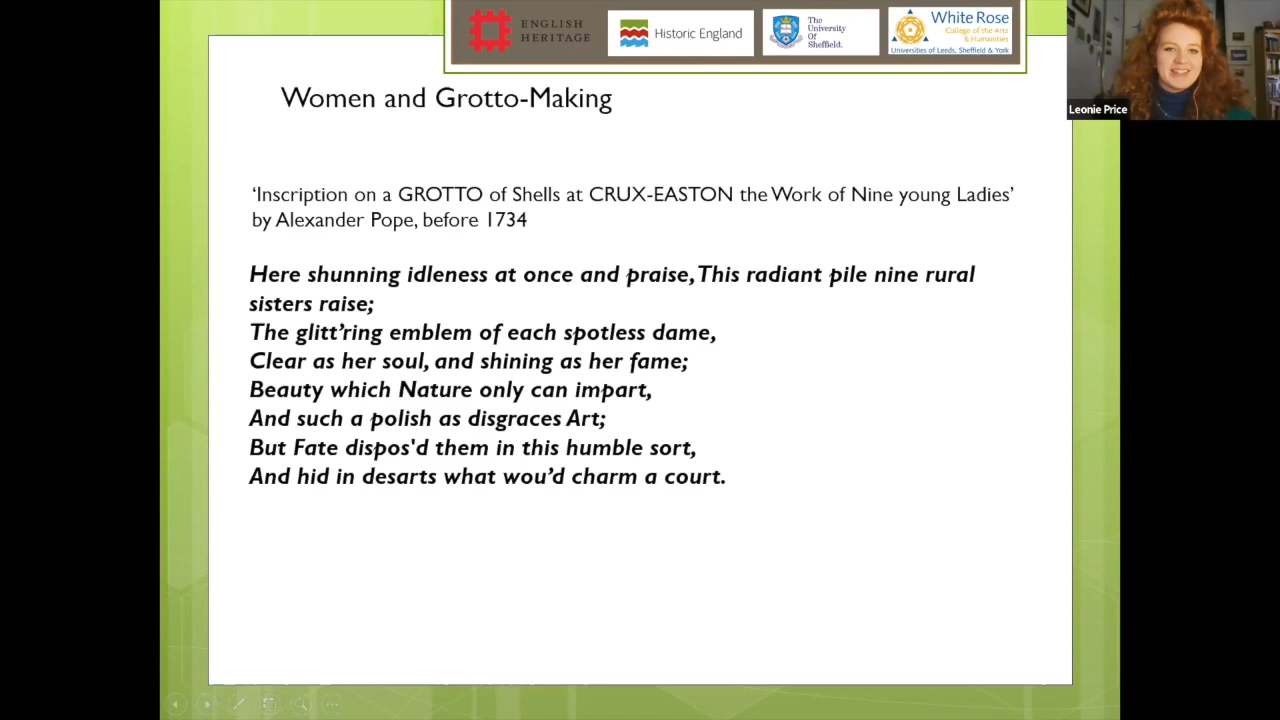 ENGLISH
HERITAGE
Historic England
The
University
Of
Sheffield.
White Rose
College of the Arts
& Humanities
Universities of Leeds, Sheffield & York
Leonie Price
Women and Grotto-Making
‘Inscription on a GROTTO of Shells at CRUX-EASTON the Work of Nine young Ladies’
by Alexander Pope, before 1734
Here shunning idleness at once and praise, This radiant pile nine rural
sisters raise;
The glitt’ring emblem of each spotless dame,
Clear as her soul, and shining as her fame;
Beauty which Nature only can impart,
And such a polish as disgraces Art;
But Fate dispos'd them in this humble sort,
And hid in desarts what wou’d charm a court.